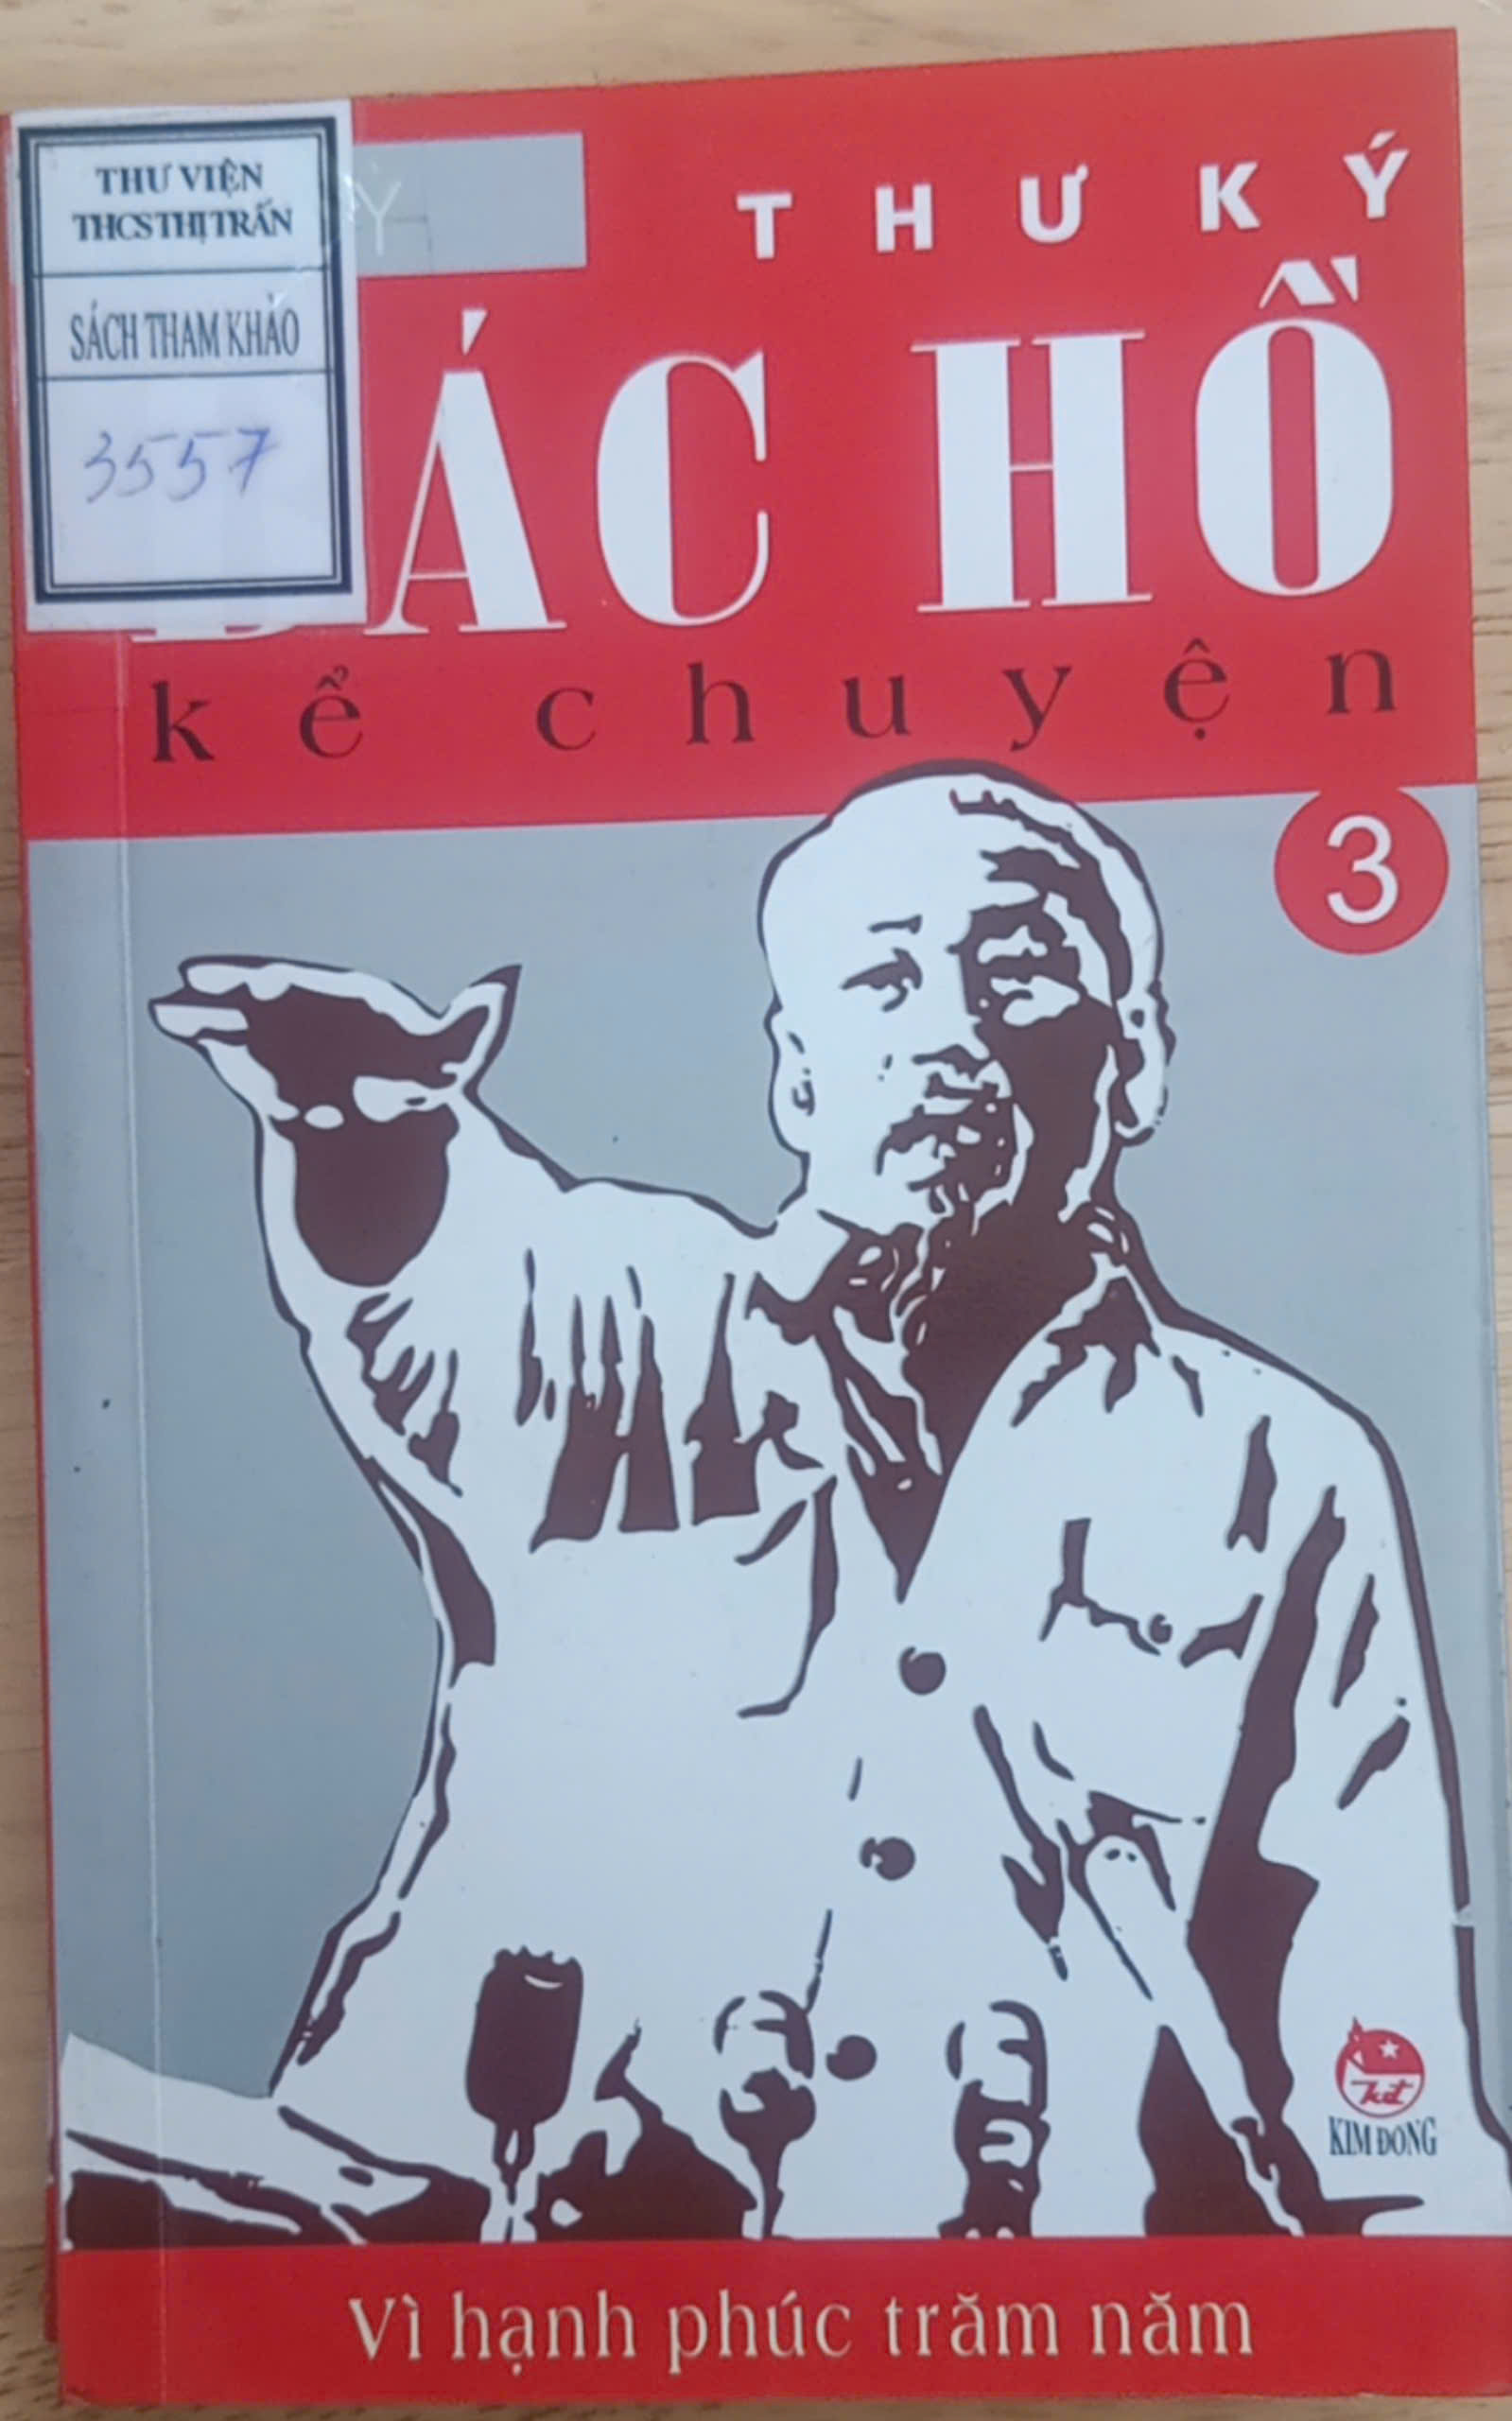 THƯ VIỆN
THCS THỊ TRẤN
SÁCH THAM KHẢO
3557
THƯ KÝ
BÁC HỒ
kể chuyện
3
KIM ĐỒNG
Vì hạnh phúc trăm năm